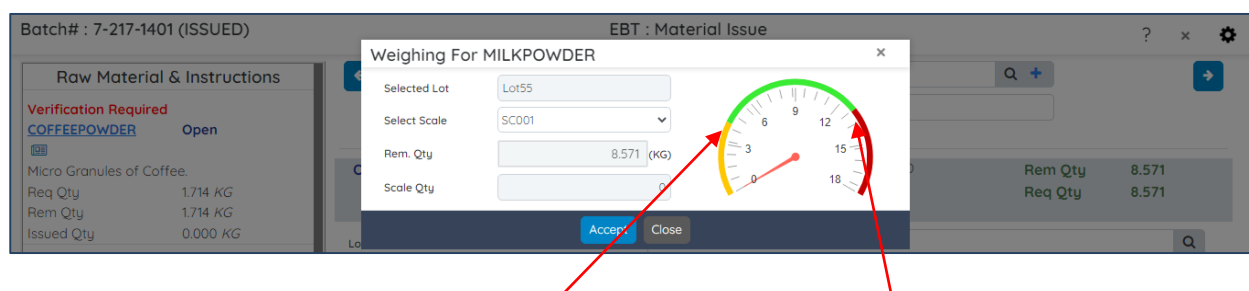 Batch# : 7-217-1401 (ISSUED)
EBT : Material Issue
?
×
Raw Material & Instructions
Verification Required
COFFEEPOWDER Open
Micro Granules of Coffee.
Req Qty 1.714 KG
Rem Qty 1.714 KG
Issued Qty 0.000 KG
Weighing For MILKPOWDER ×
Selected Lot Lot55
Select Scale SC001
Rem. Qty 8.571 (KG)
Scale Qty 0
0
3
6
9
12
15
18
Accept Close
Rem Qty 8.571
Req Qty 8.571
Lo